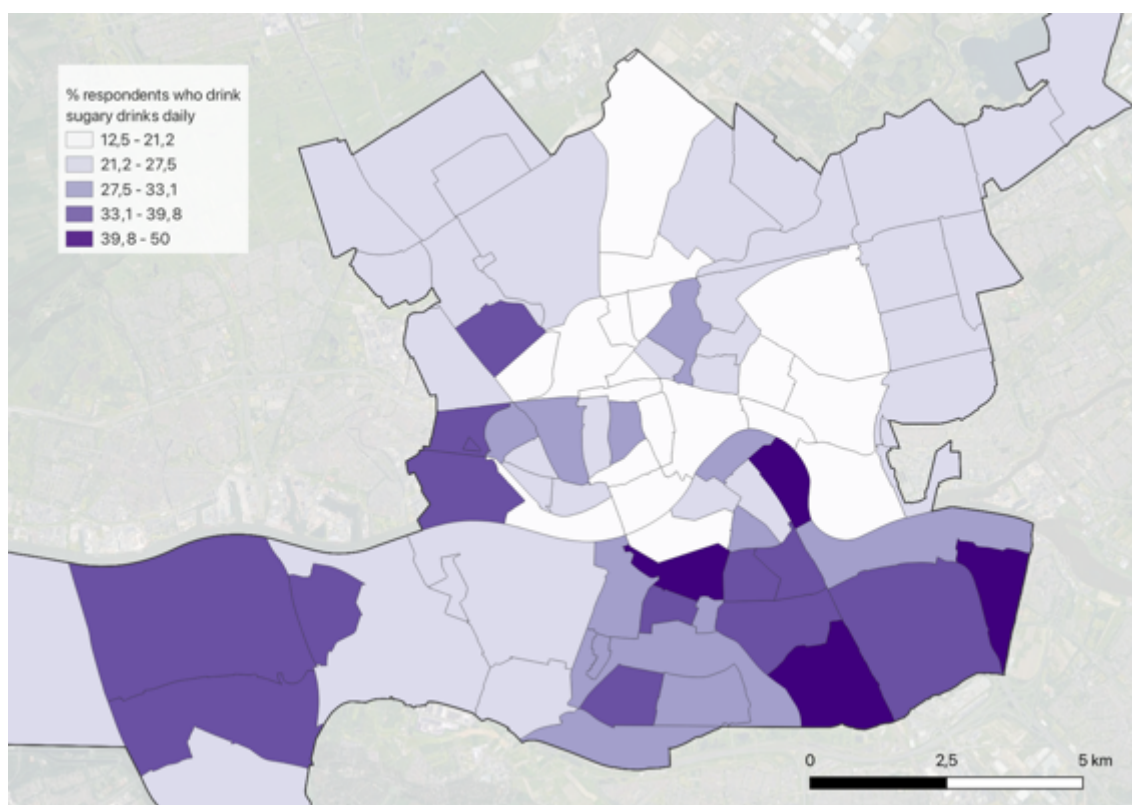 % respondents who drink
sugary drinks daily
12,5 - 21,2
21,2 - 27,5
27,5 - 33,1
33,1 - 39,8
39,8 - 50
0 2,5 5 km